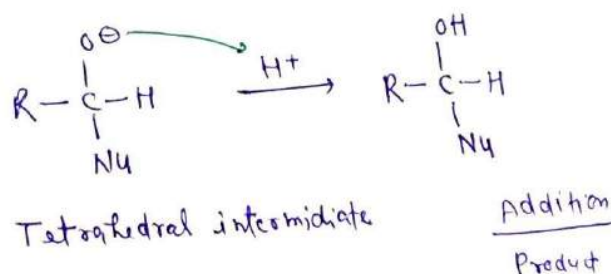 O⊖
R-C-H
Nu
H+
OH
R-C-H
Nu
Tetrahedral intermidiate
Addition
Product